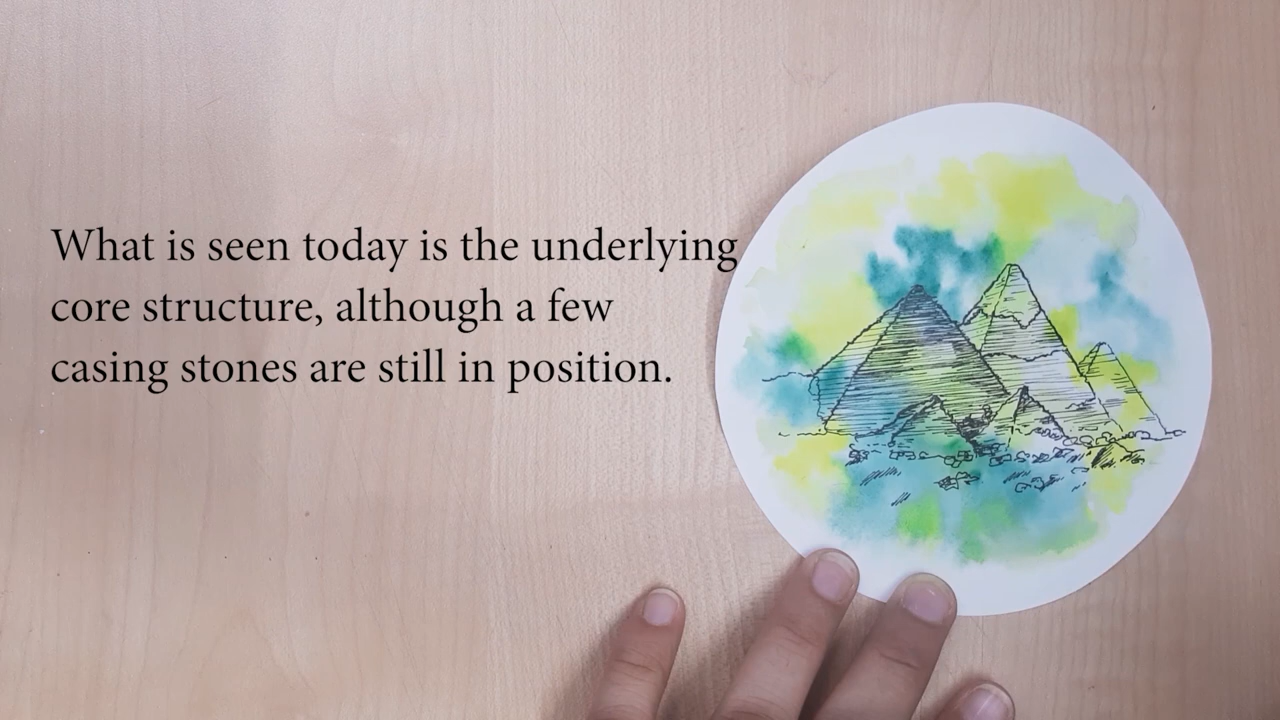 What is seen today is the underlying
core structure, although a few
casing stones are still in position.